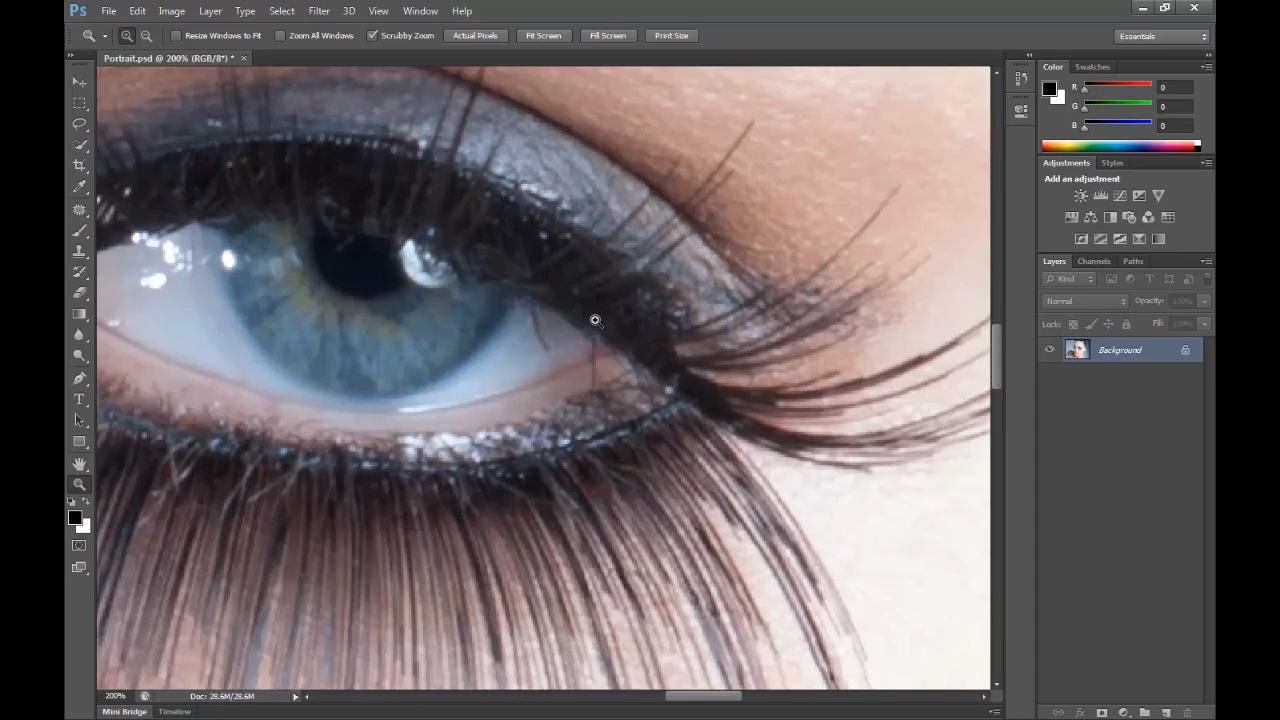 Ps File Edit Image Layer Type Select Filter 3D View Window Help
Resize Windows to Fit Zoom All Windows Scrubby Zoom Actual Pixels Fit Screen Fill Screen Print Size Essentials
Portrait.psd @ 200% (RGB/8*) * ×
Color Swatches
R 0
G 0
B 0
Adjustments Styles
Add an adjustment
Layers Channels Paths
Kind
Normal Opacity: 100%
Lock: Fill: 100%
Background
200% Doc: 28.6M/28.6M
Mini Bridge Timeline